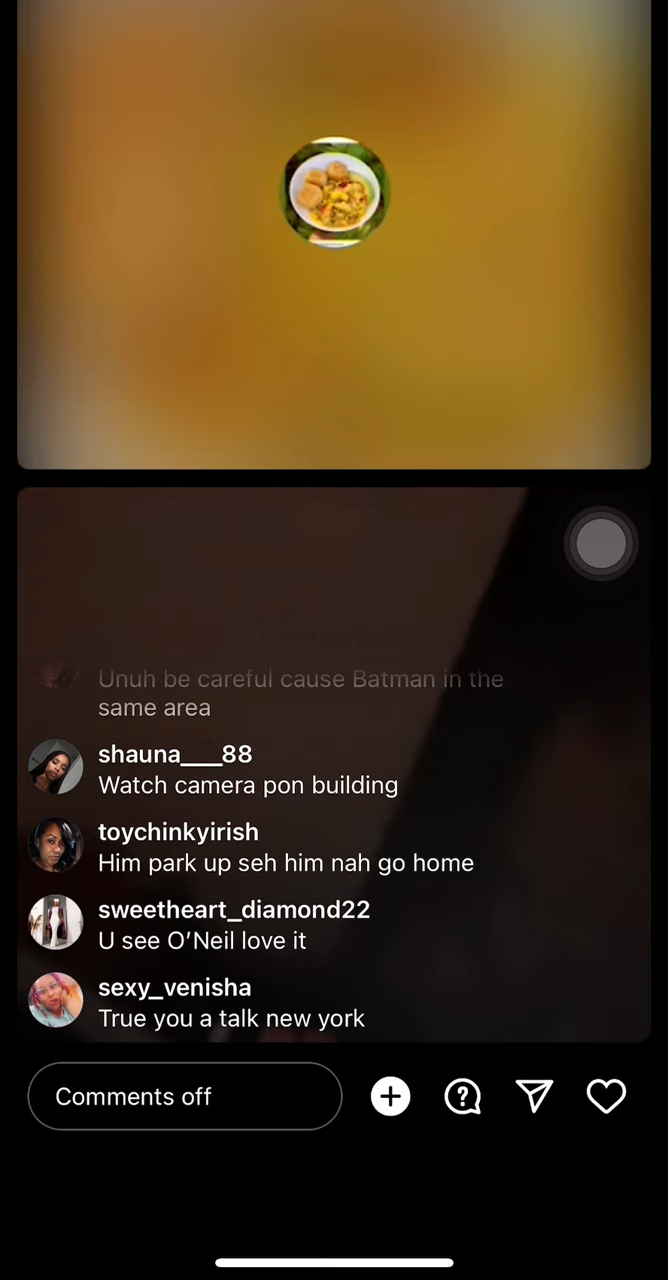 Unuh be careful cause Batman in the
same area
shauna___88
Watch camera pon building
toychinkyirish
Him park up seh him nah go home
sweetheart_diamond22
U see O’Neil love it
sexy_venisha
True you a talk new york
Comments off